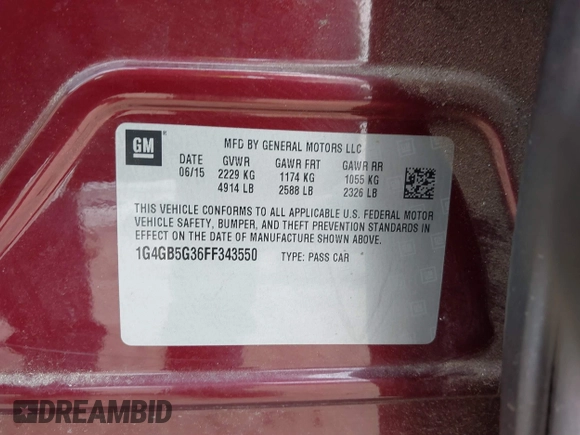 GM ® MFD BY GENERAL MOTORS LLC
DATE GVWR GAWR FRT GAWR RR
06/15 2229 KG 1174 KG 1055 KG
4914 LB 2588 LB 2326 LB
THIS VEHICLE CONFORMS TO ALL APPLICABLE U.S. FEDERAL MOTOR
VEHICLE SAFETY, BUMPER, AND THEFT PREVENTION STANDARDS IN
EFFECT ON THE DATE OF MANUFACTURE SHOWN ABOVE.
1G4GB5G36FF343550 TYPE: PASS CAR
DREAMBID